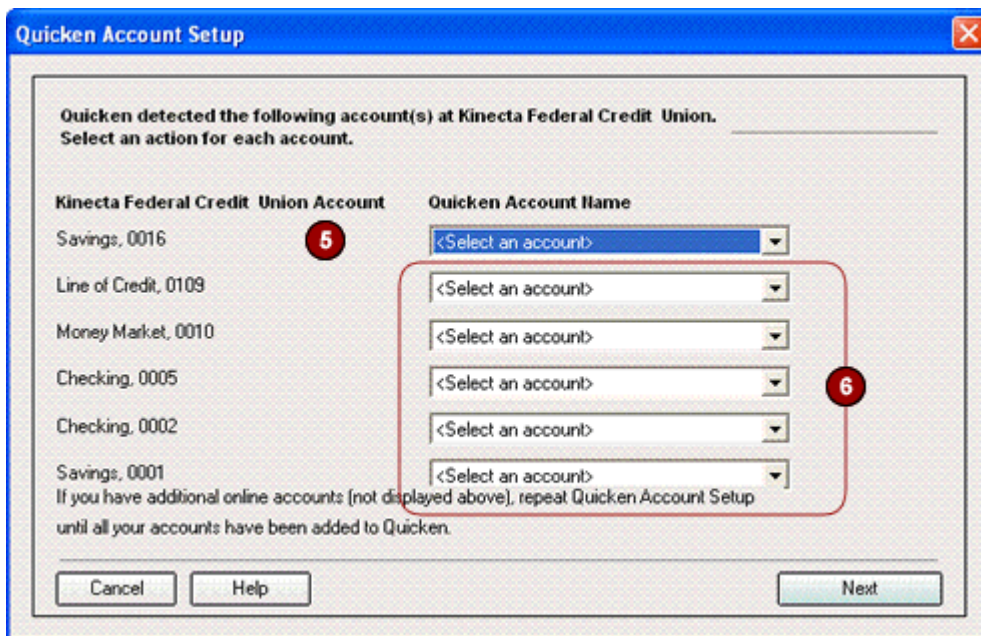 Quicken Account Setup
Quicken detected the following account(s) at Kinecta Federal Credit Union.
Select an action for each account.
Kinecta Federal Credit Union Account Quicken Account Name
Savings, 0016 5 <Select an account>
Line of Credit, 0109 <Select an account>
Money Market, 0010 <Select an account>
Checking, 0005 <Select an account> 6
Checking, 0002 <Select an account>
Savings, 0001 <Select an account>
If you have additional online accounts (not displayed above), repeat Quicken Account Setup
until all your accounts have been added to Quicken.
Cancel Help Next